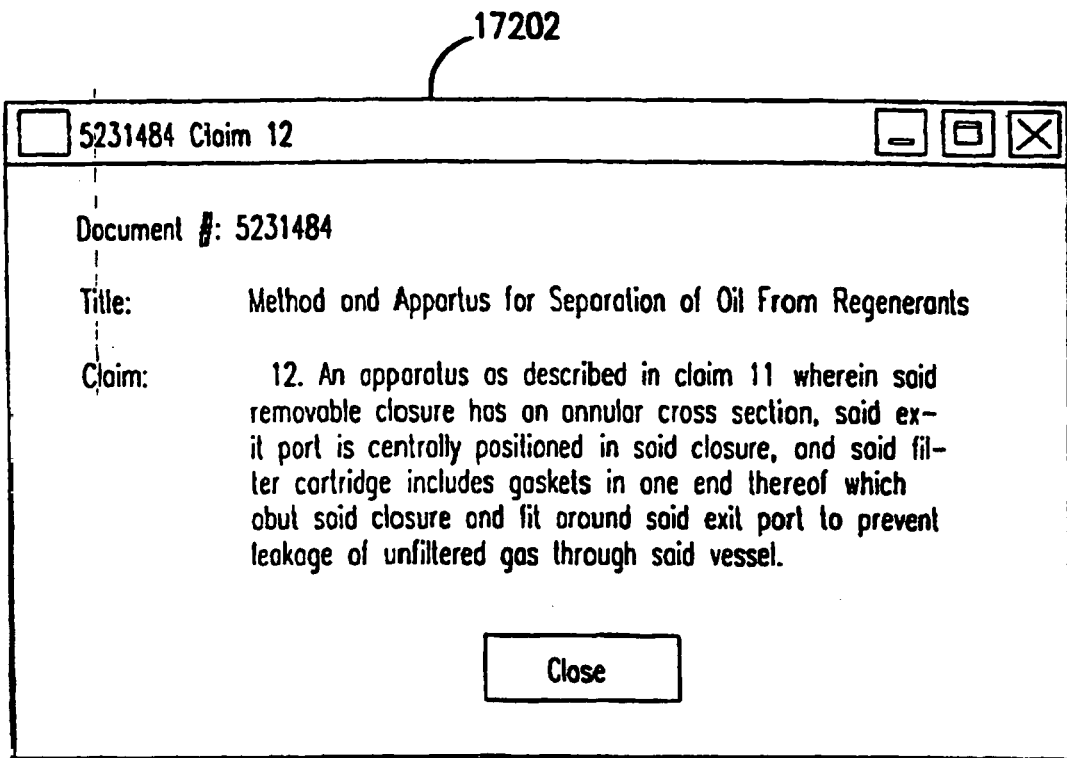 17202
5231484 Claim 12
Document #: 5231484
Title: Method and Appartus for Separation of Oil From Regenerants
Claim: 12. An apparatus as described in claim 11 wherein said
removable closure has an annular cross section, said ex-
it port is centrally positioned in said closure, and said fil-
ter cartridge includes gaskets in one end thereof which
abut said closure and fit around said exit port to prevent
leakage of unfiltered gas through said vessel.
Close